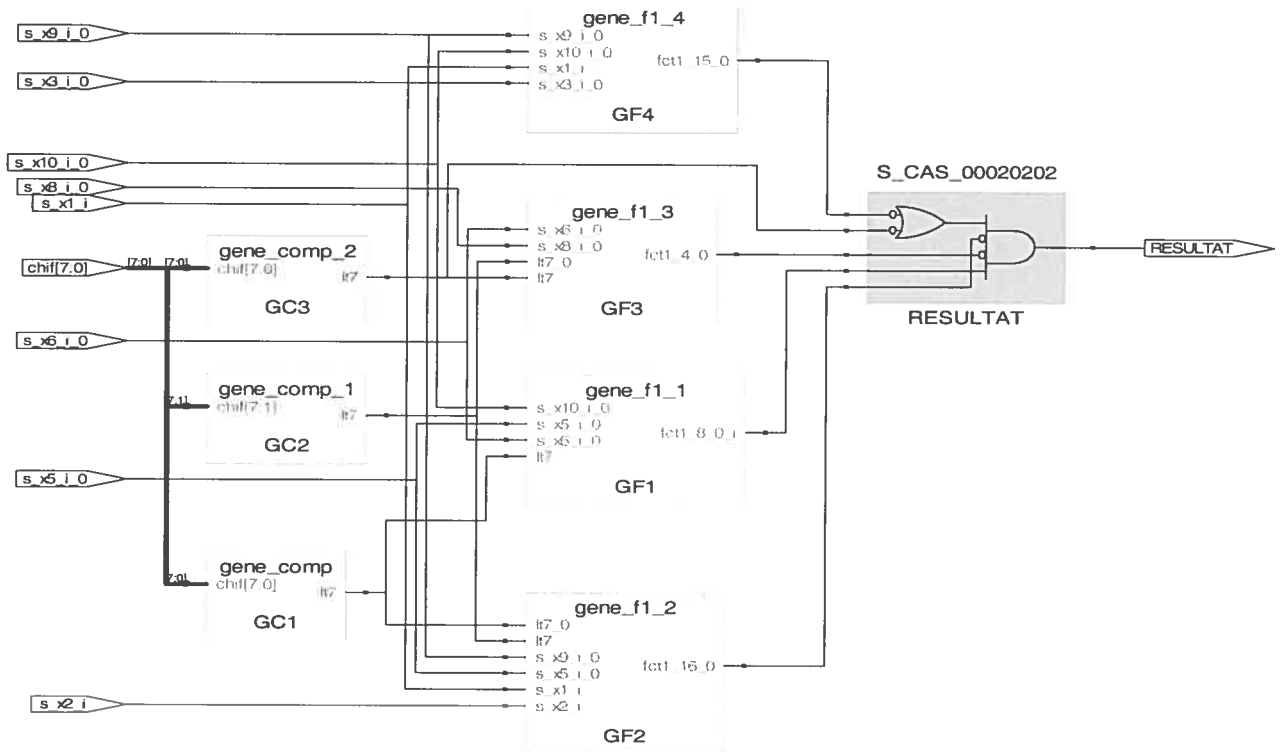 s_x9_i_0
s_x3_i_0
s_x10_i_0
s_x8_i_0
s_x1_i
chif[7:0]
[7:0] [7:0]
s_x6_i_0
7:1]
s_x5_i_0
7:0]
s_x2_i
gene_comp_2
chif[7:0]
lt7
GC3
gene_comp_1
chif[7:1]
lt7
GC2
gene_comp
chif[7:0]
lt7
GC1
gene_f1_4
s_x9_i_0
s_x10_i_0
s_x1_i
s_x3_i_0
fct1_15_0
GF4
gene_f1_3
s_x6_i_0
s_x8_i_0
lt7_0
lt7
fct1_4_0
GF3
gene_f1_1
s_x10_i_0
s_x5_i_0
s_x6_i_0
lt7
fct1_8_0_i
GF1
gene_f1_2
lt7_0
lt7
s_x9_i_0
s_x5_i_0
s_x1_i
s_x2_i
fct1_16_0
GF2
S_CAS_00020202
RESULTAT
RESULTAT